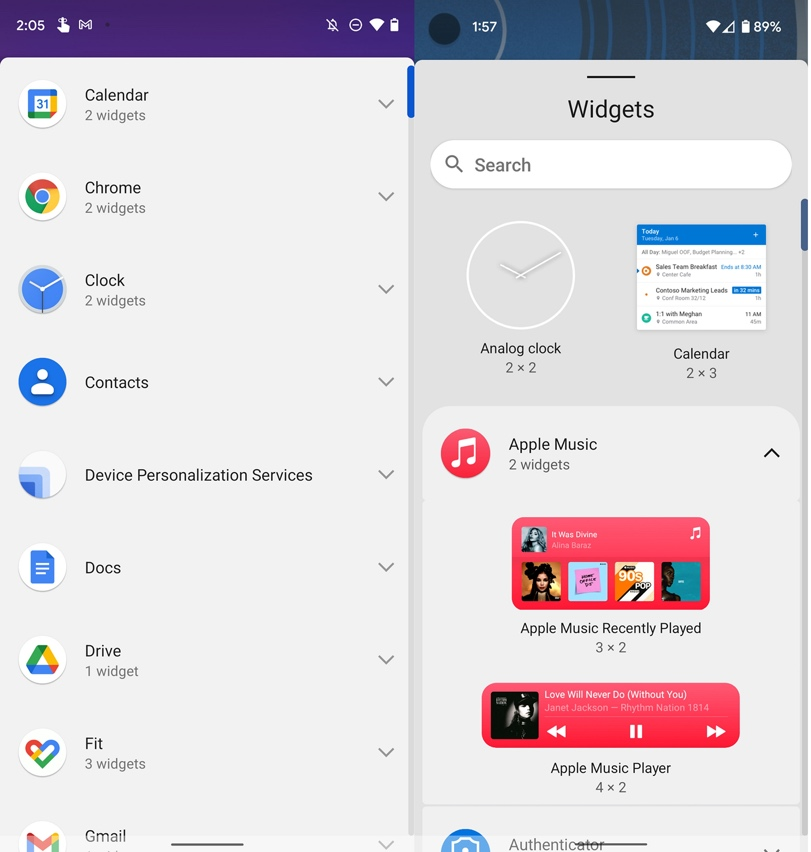 2:05
31
Calendar
2 widgets
Chrome
2 widgets
Clock
2 widgets
Contacts
Device Personalization Services
Docs
Drive
1 widget
Fit
3 widgets
Gmail
1:57
89%
Widgets
Search
Today
Tuesday, Jan 6
All Day: Miguel OOF, Budget Planning... +2
Sales Team Breakfast Ends at 8:30 AM
Center Cafe 1h
Contoso Marketing Leads in 32 mins
Conf Room 32/12 1h
1:1 with Meghan 11 AM
Common Area 45m
Analog clock
2 × 2
Calendar
2 × 3
Apple Music
2 widgets
It Was Divine
Alina Baraz
90s
POP
Apple Music Recently Played
3 × 2
Love Will Never Do (Without You)
Janet Jackson — Rhythm Nation 1814
Apple Music Player
4 × 2
Authenticator